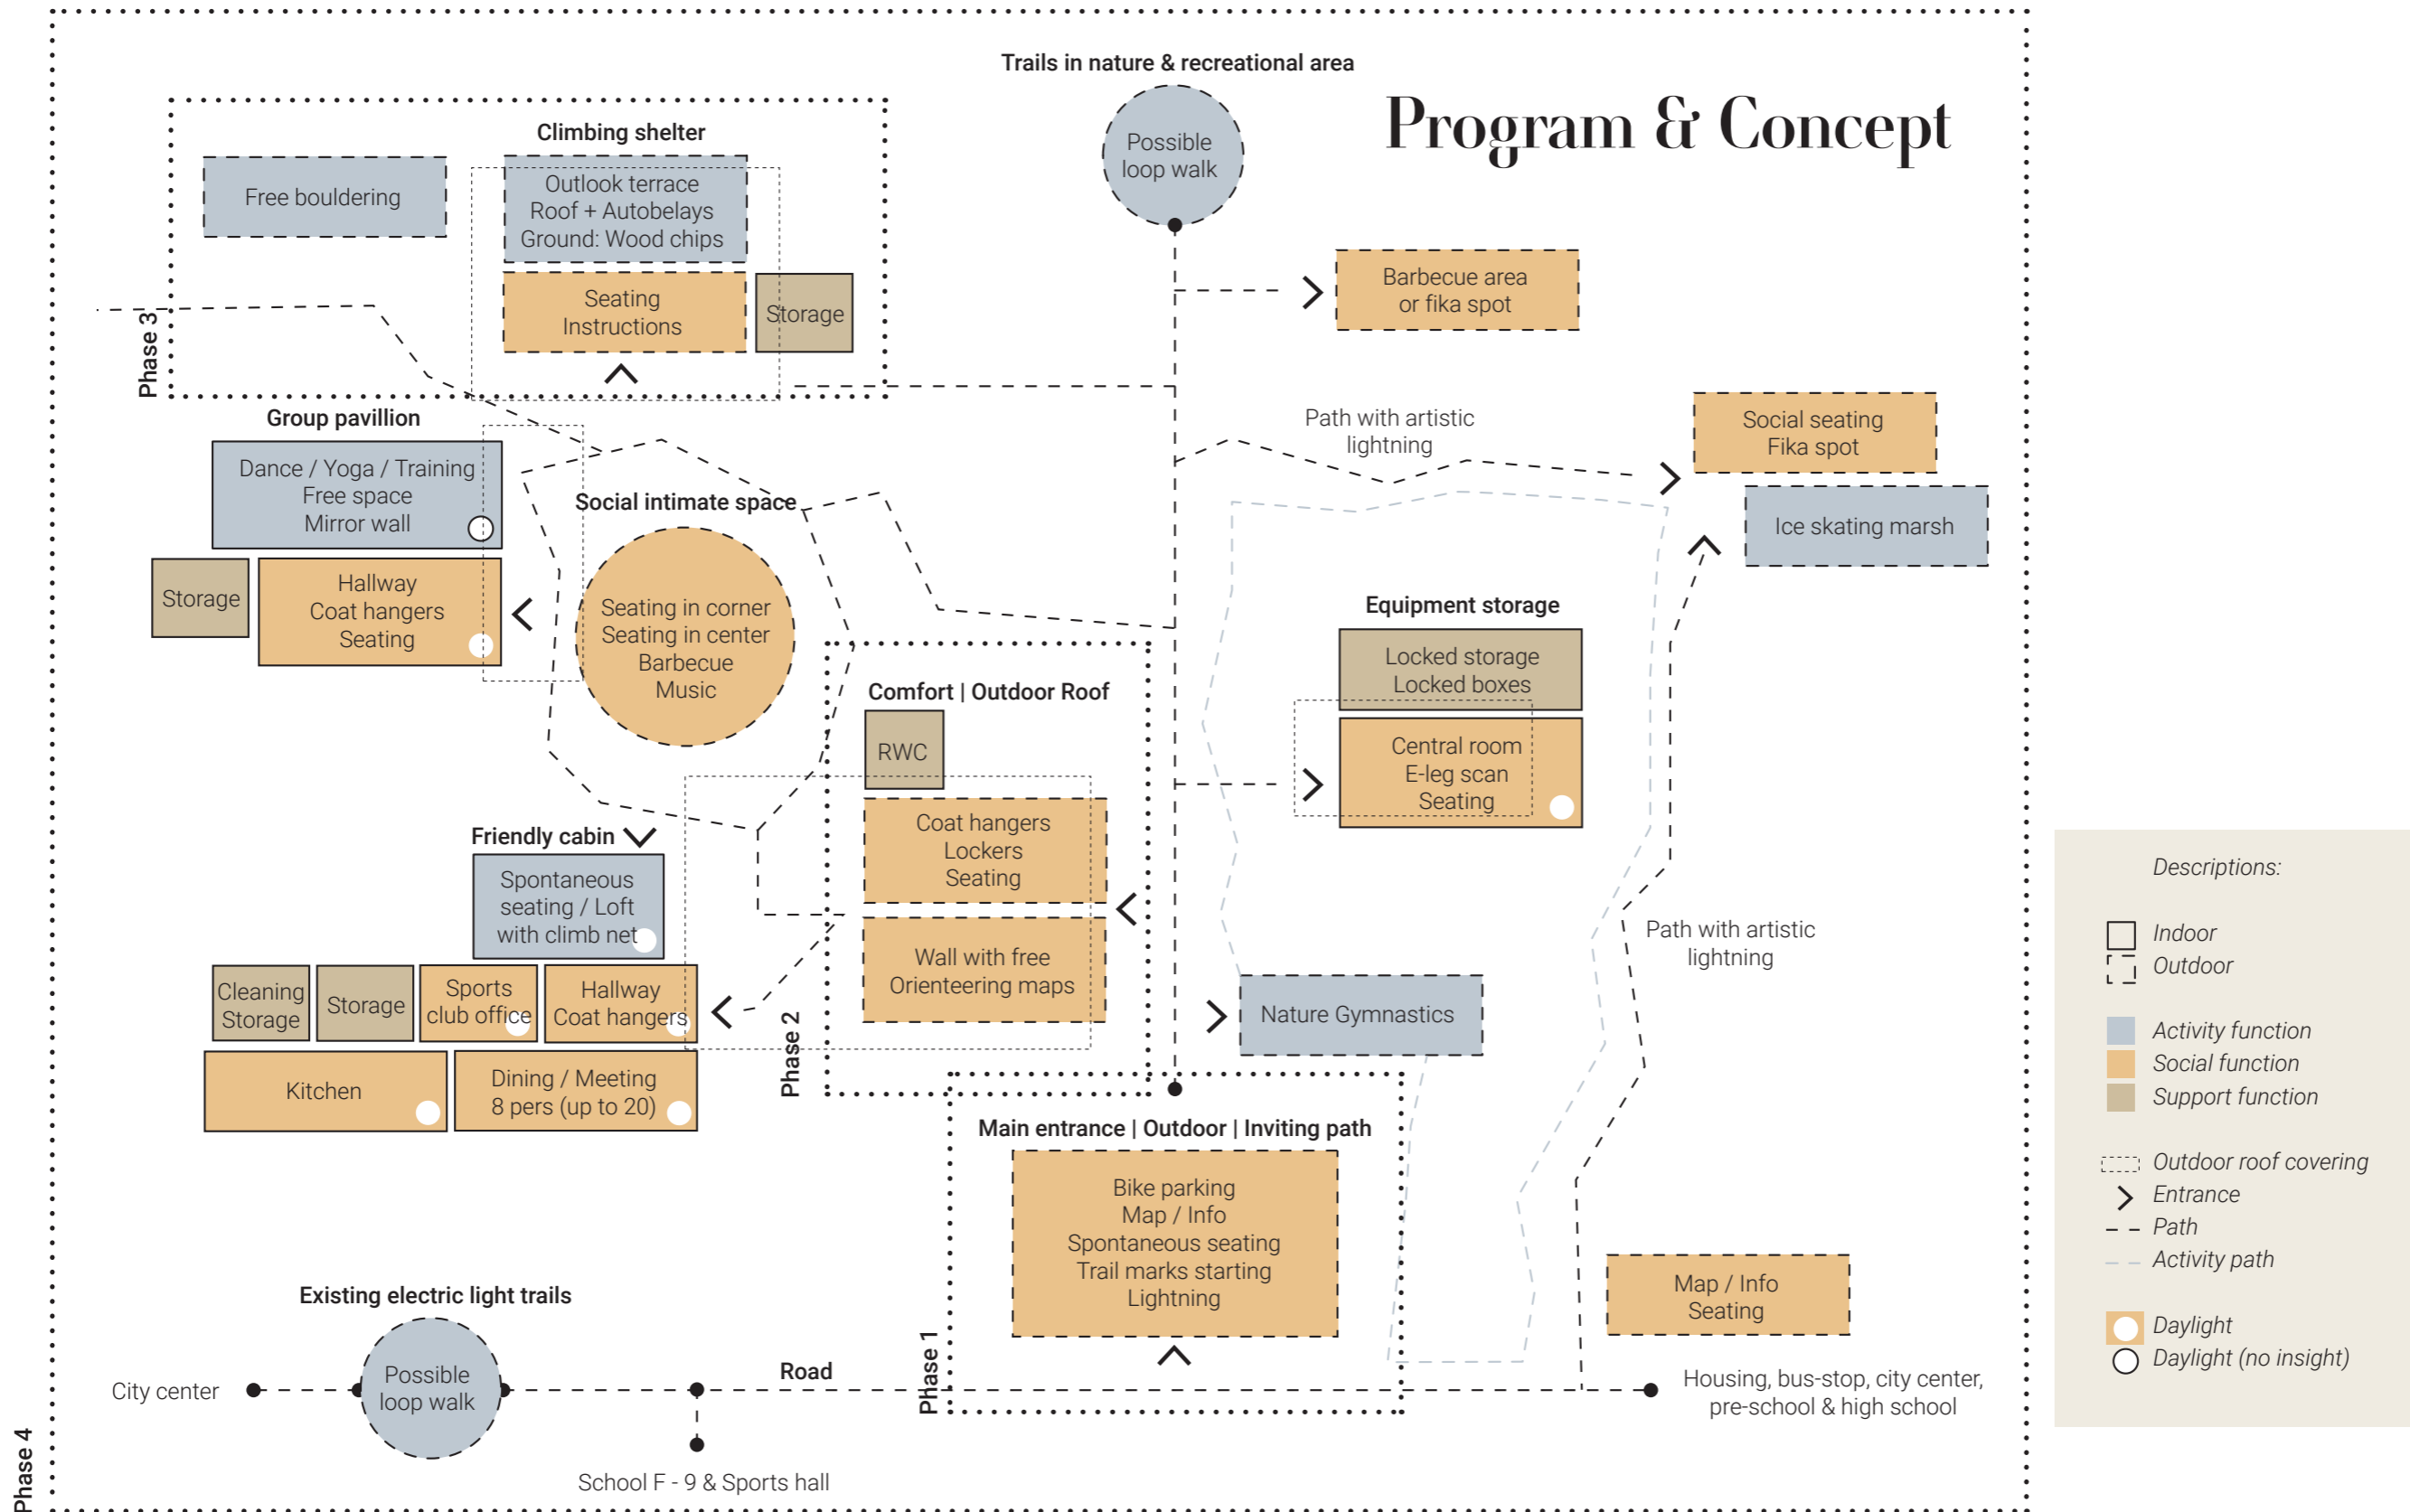 Trails in nature & recreational area
Program & Concept
Possible
loop walk
Climbing shelter
Free bouldering
Outlook terrace
Roof + Autobelays
Ground: Wood chips
Seating
Instructions
Storage
Phase 3
Barbecue area
or fika spot
Group pavillion
Dance / Yoga / Training
Free space
Mirror wall
Storage
Hallway
Coat hangers
Seating
Social intimate space
Seating in corner
Seating in center
Barbecue
Music
Path with artistic
lightning
Social seating
Fika spot
Ice skating marsh
Equipment storage
Locked storage
Locked boxes
Central room
E-leg scan
Seating
Comfort | Outdoor Roof
RWC
Coat hangers
Lockers
Seating
Wall with free
Orienteering maps
Phase 2
Friendly cabin
Spontaneous
seating / Loft
with climb net
Cleaning
Storage
Storage
Sports
club office
Hallway
Coat hangers
Kitchen
Dining / Meeting
8 pers (up to 20)
Nature Gymnastics
Path with artistic
lightning
Main entrance | Outdoor | Inviting path
Bike parking
Map / Info
Spontaneous seating
Trail marks starting
Lightning
Phase 1
Map / Info
Seating
Existing electric light trails
City center
Possible
loop walk
Road
School F - 9 & Sports hall
Housing, bus-stop, city center,
pre-school & high school
Phase 4
Descriptions:
Indoor
Outdoor
Activity function
Social function
Support function
Outdoor roof covering
Entrance
Path
Activity path
Daylight
Daylight (no insight)